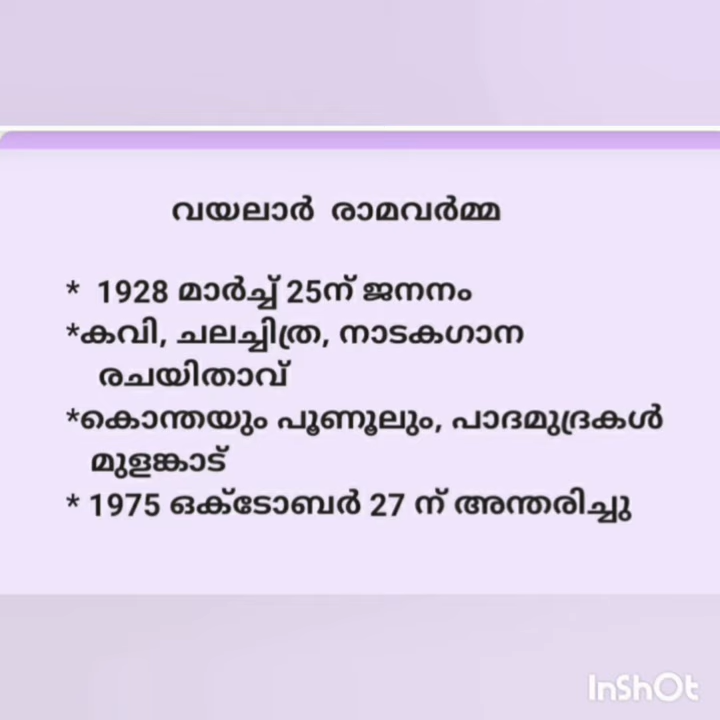 വയലാർ രാമവർമ്മ
* 1928 മാർച്ച് 25ന് ജനനം
*കവി, ചലച്ചിത്ര, നാടകഗാന
രചയിതാവ്
*കൊന്തയും പൂണൂലും, പാദമുദ്രകൾ
മുളങ്കാട്
* 1975 ഒക്ടോബർ 27 ന് അന്തരിച്ചു
InShOt